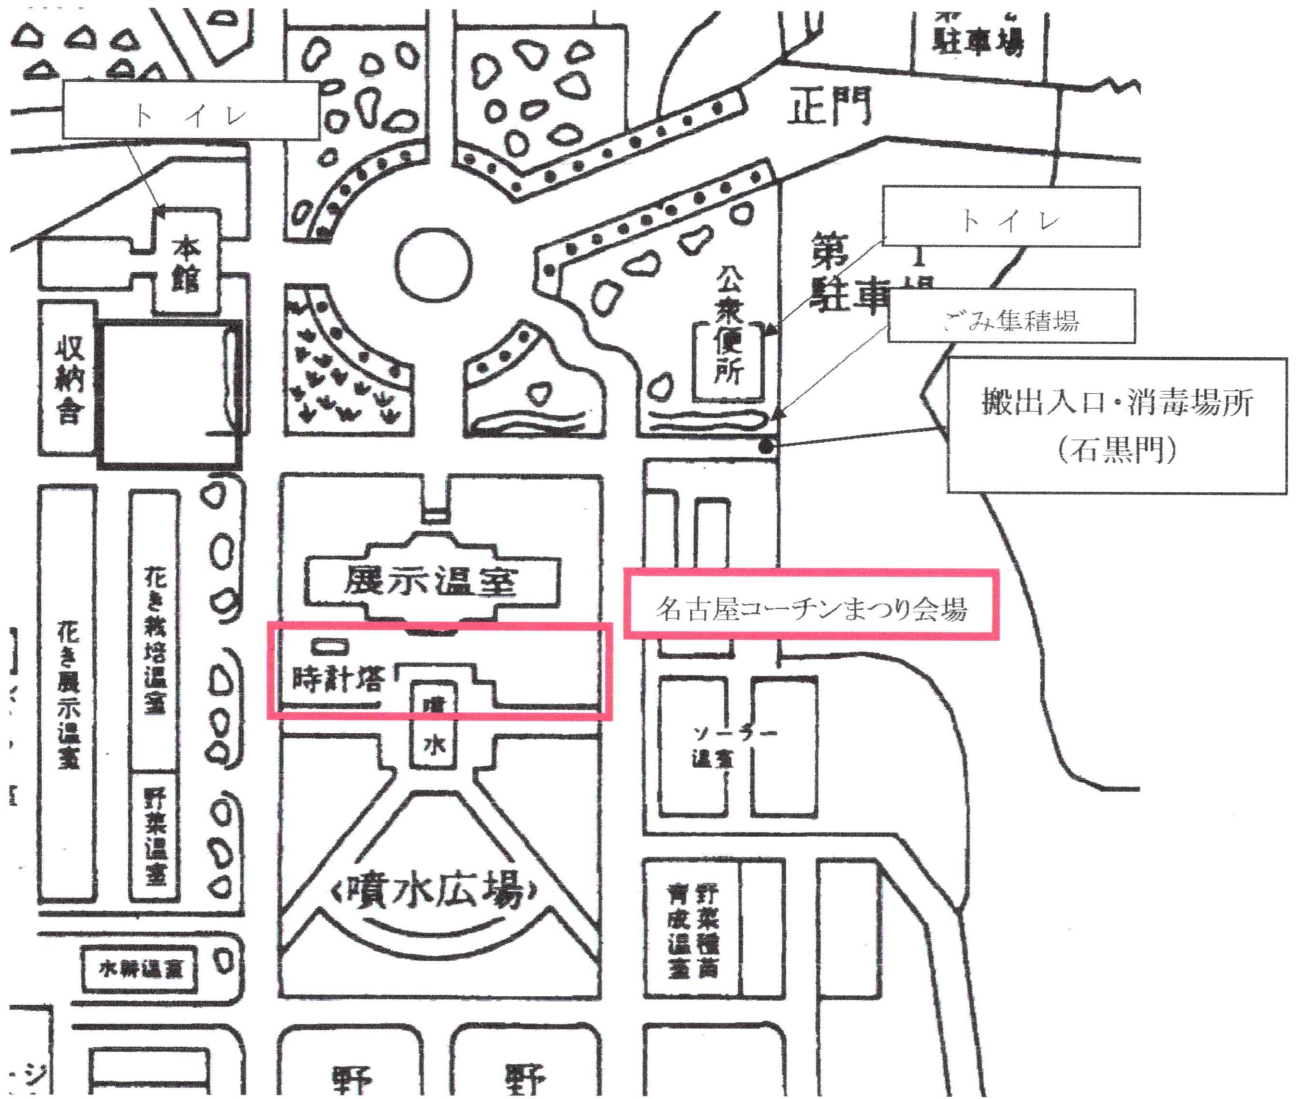 駐車場
正門
トイレ
トイレ
本館
第1
駐車場
公衆便所
ごみ集積場
収納舎
搬出入口・消毒場所
(石黒門)
展示温室
名古屋コーチンまつり会場
時計塔
噴水
花き栽培温室
花き展示温室
ソーラー
温室
野菜温室
〈噴水広場〉
野菜種苗
育成温室
水耕温室
ジ
野
野